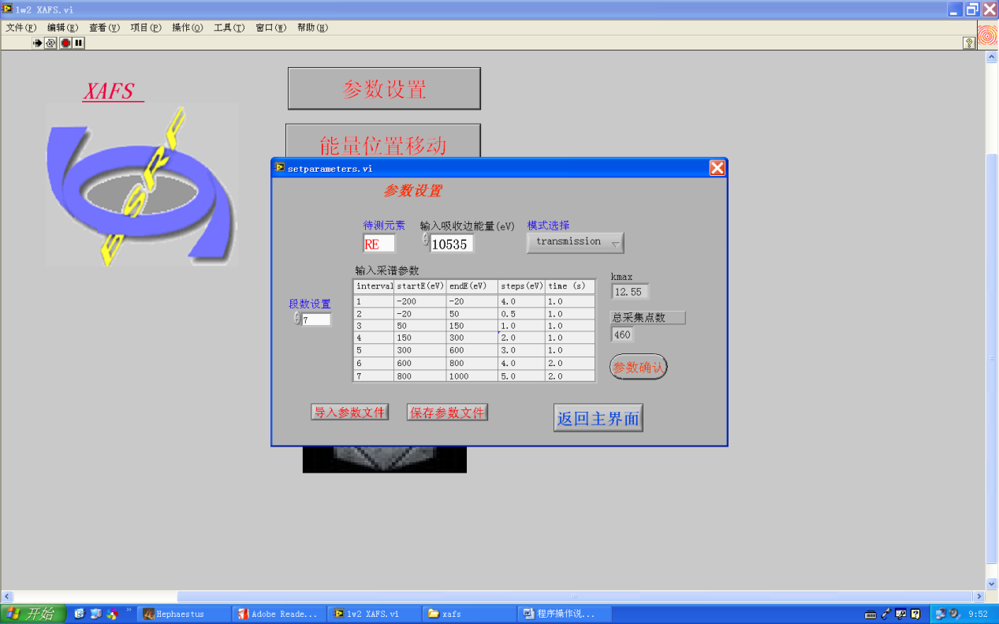 1w2 XAFS.vi
文件(F) 编辑(E) 查看(V) 项目(P) 操作(O) 工具(T) 窗口(W) 帮助(H)
XAFS
BSRF
参数设置
能量位置移动
setparameters.vi
参数设置
待测元素 输入吸收边能量(eV) 模式选择
RE 10535 transmission
输入采谱参数
interval startE(eV) endE(eV) steps(eV) time (s)
1 -200 -20 4.0 1.0
2 -20 50 0.5 1.0
3 50 150 1.0 1.0
4 150 300 2.0 1.0
5 300 600 3.0 1.0
6 600 800 4.0 2.0
7 800 1000 5.0 2.0
段数设置
7
kmax
12.55
总采集点数
460
参数确认
导入参数文件 保存参数文件 返回主界面
开始 Hephaestus Adobe Reade... 1w2 XAFS.vi xafs 程序操作说... 9:52